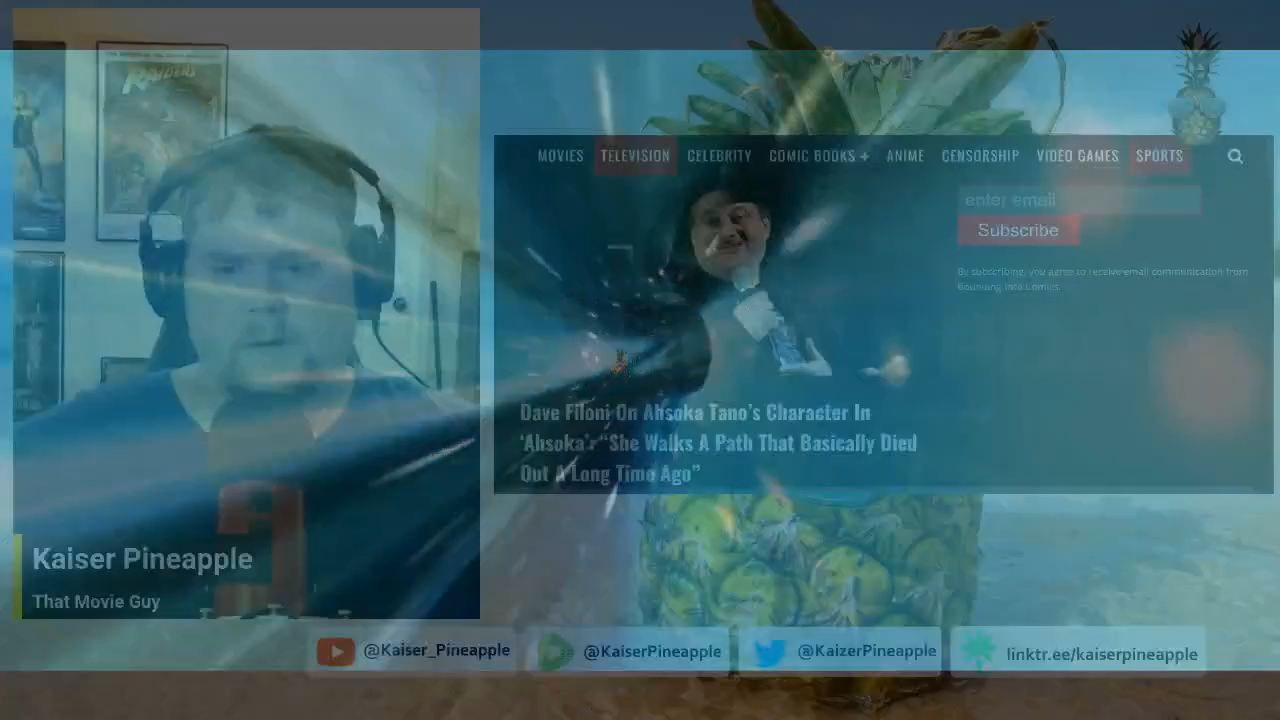 RAIDERS
MOVIES TELEVISION CELEBRITY COMIC BOOKS + ANIME CENSORSHIP VIDEO GAMES SPORTS
enter email
Subscribe
By subscribing, you agree to receive email communication from
Bounding Into Comics
Dave Filoni On Ahsoka Tano's Character In
'Ahsoka': "She Walks A Path That Basically Died
Out A Long Time Ago"
Kaiser Pineapple
That Movie Guy
@Kaiser_Pineapple
@KaiserPineapple
@KaizerPineapple
linktr.ee/kaiserpineapple